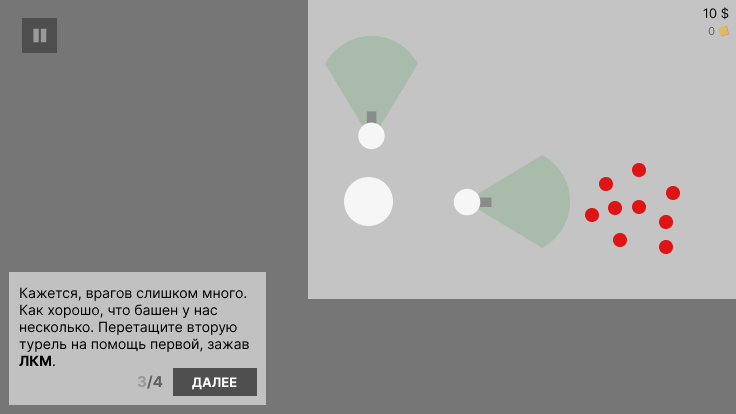 10 $
0
Кажется, врагов слишком много.
Как хорошо, что башен у нас
несколько. Перетащите вторую
турель на помощь первой, зажав
ЛКМ.
3/4
ДАЛЕЕ